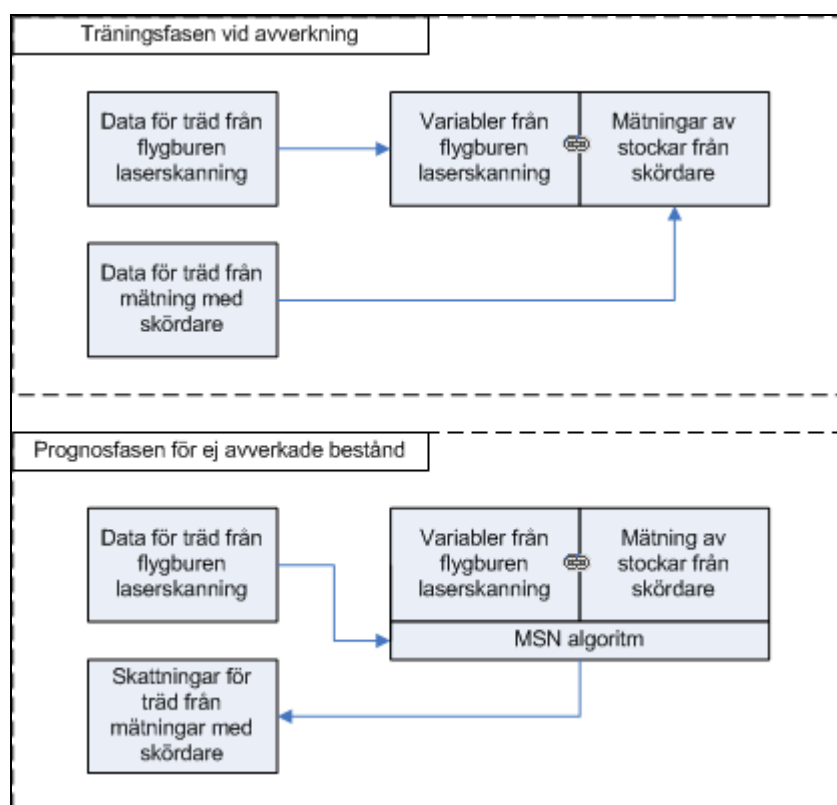 Träningsfasen vid avverkning
Data för träd från
flygburen
laserskanning
Variabler från
flygburen
laserskanning
Mätningar av
stockar från
skördare
Data för träd från
mätning med
skördare
Prognosfasen för ej avverkade bestånd
Data för träd från
flygburen
laserskanning
Variabler från
flygburen
laserskanning
Mätning av
stockar från
skördare
MSN algoritm
Skattningar för
träd från
mätningar med
skördare